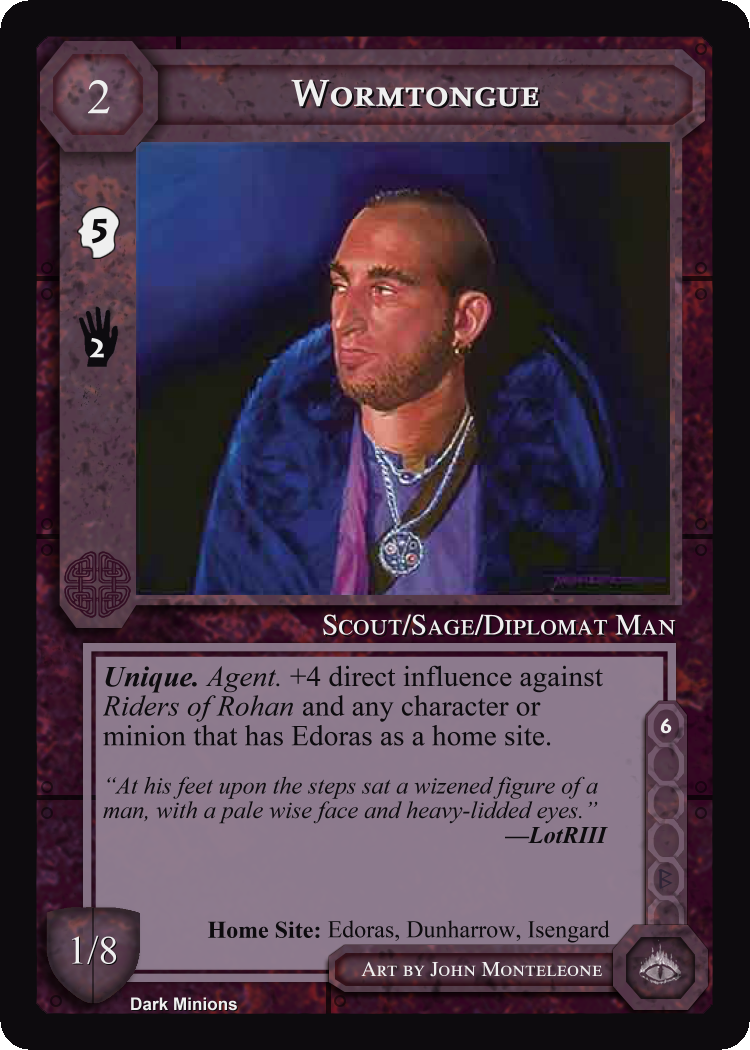 2
WORMTONGUE
5
2
SCOUT/SAGE/DIPLOMAT MAN
Unique. Agent. +4 direct influence against
Riders of Rohan and any character or
minion that has Edoras as a home site.
6
“At his feet upon the steps sat a wizened figure of a
man, with a pale wise face and heavy-lidded eyes.”
—LotRIII
Home Site: Edoras, Dunharrow, Isengard
1/8
ART BY JOHN MONTELEONE
Dark Minions